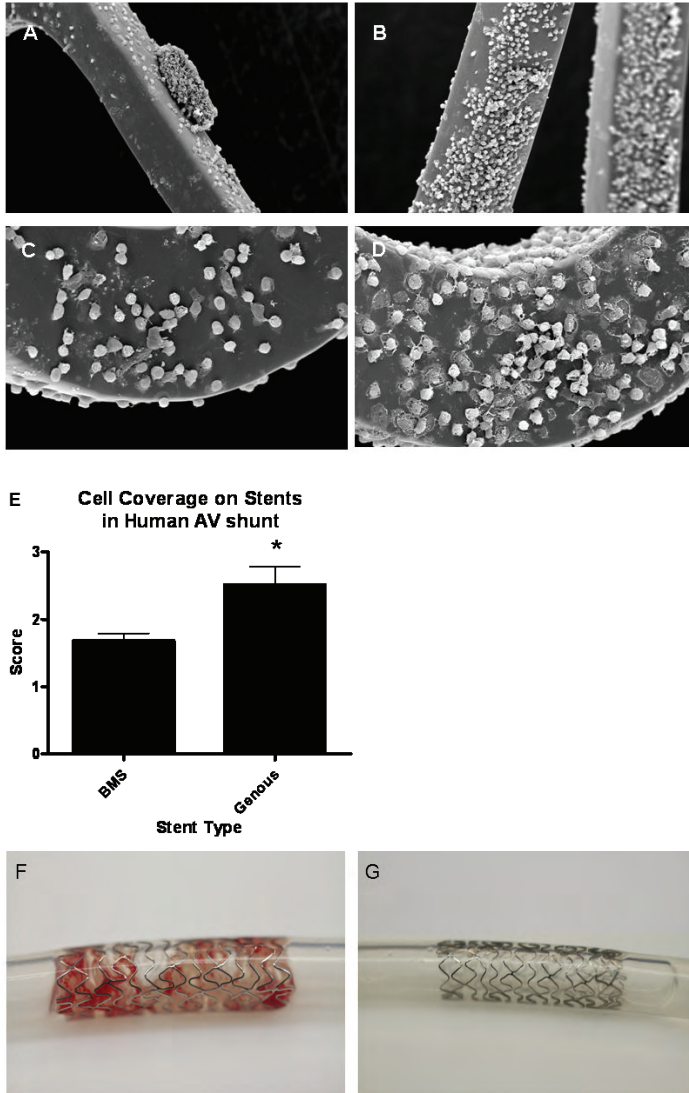 A
B
C
D
E
Cell Coverage on Stents
in Human AV shunt
*
3
2
1
0
Score
BMS
Genous
Stent Type
F
G